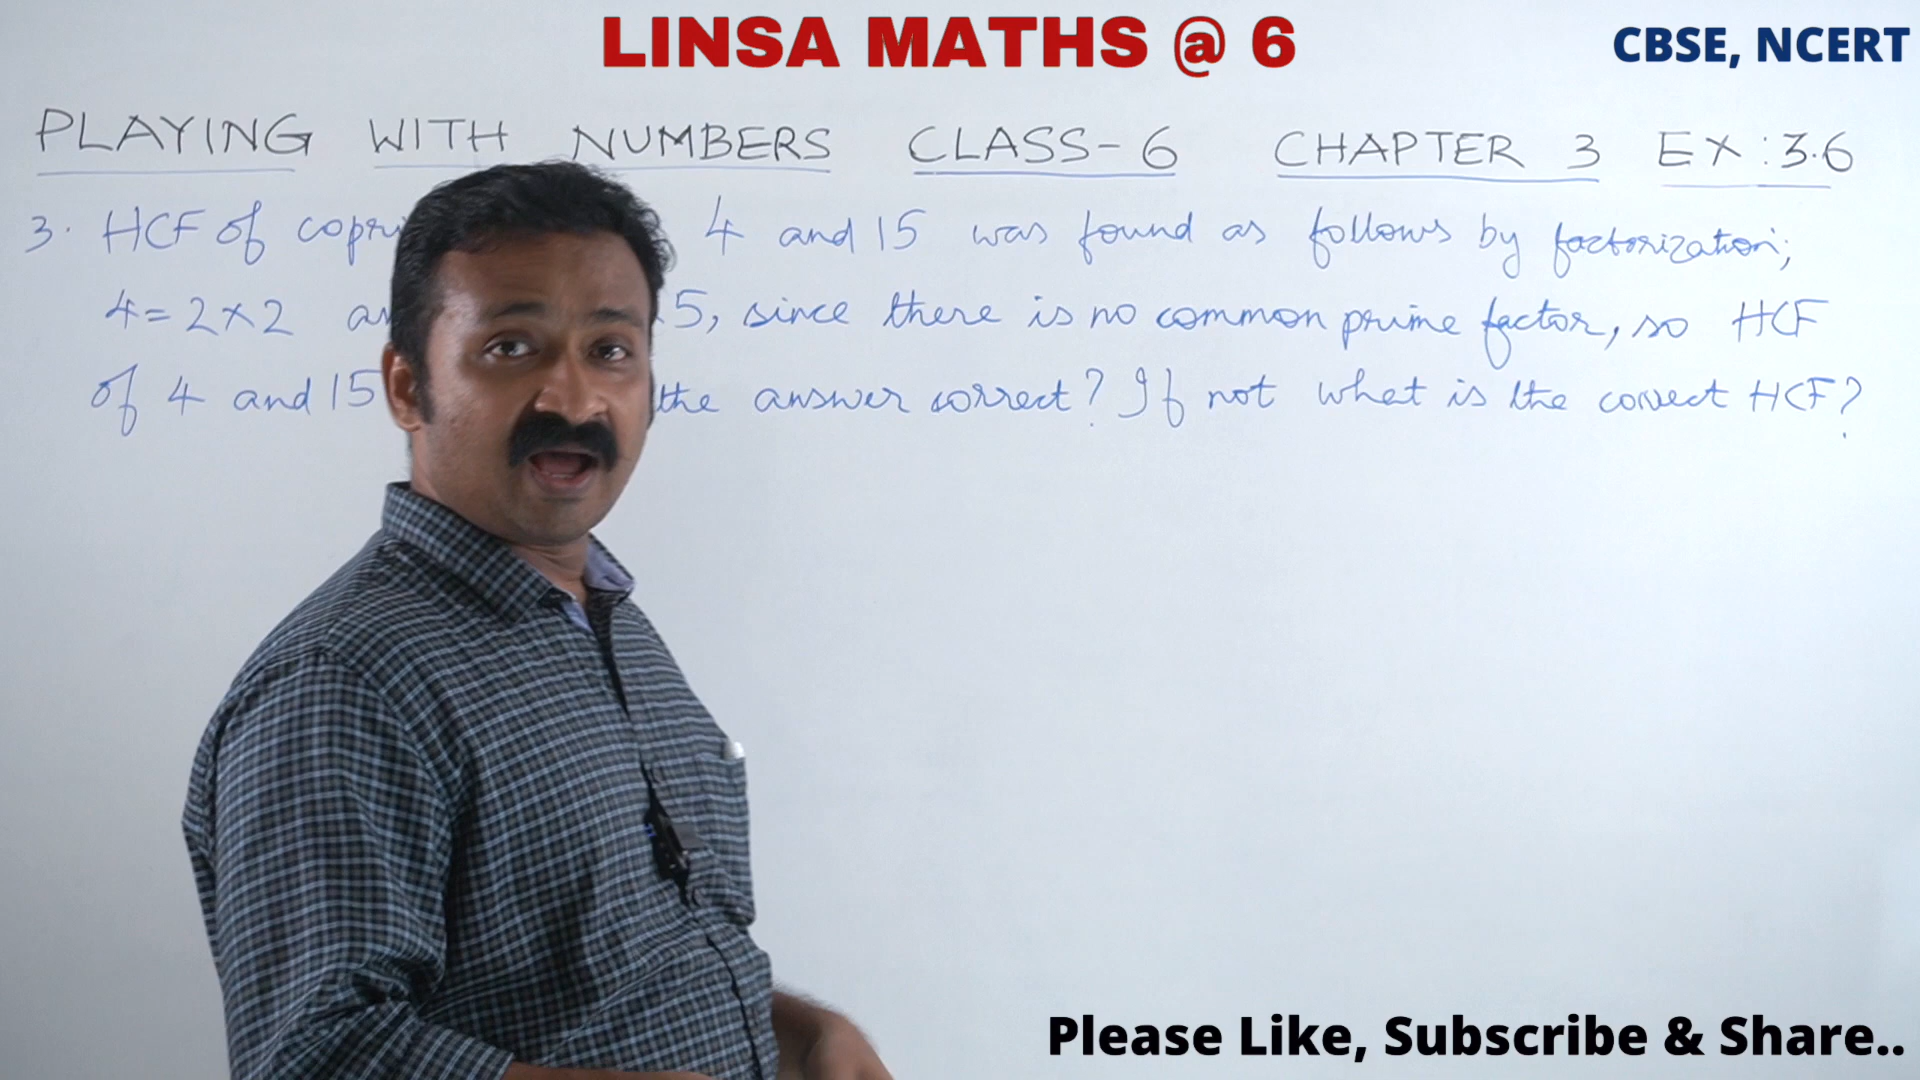 LINSA MATHS @ 6
CBSE, NCERT
PLAYING WITH NUMBERS CLASS-6 CHAPTER 3 EX:3.6
3. HCF of 4 and 15 was found as follows by factorization;
4=2×2 5, since there is no common prime factor, so HCF
of 4 and 15 the answer correct? If not what is the correct HCF?
Please Like, Subscribe & Share..